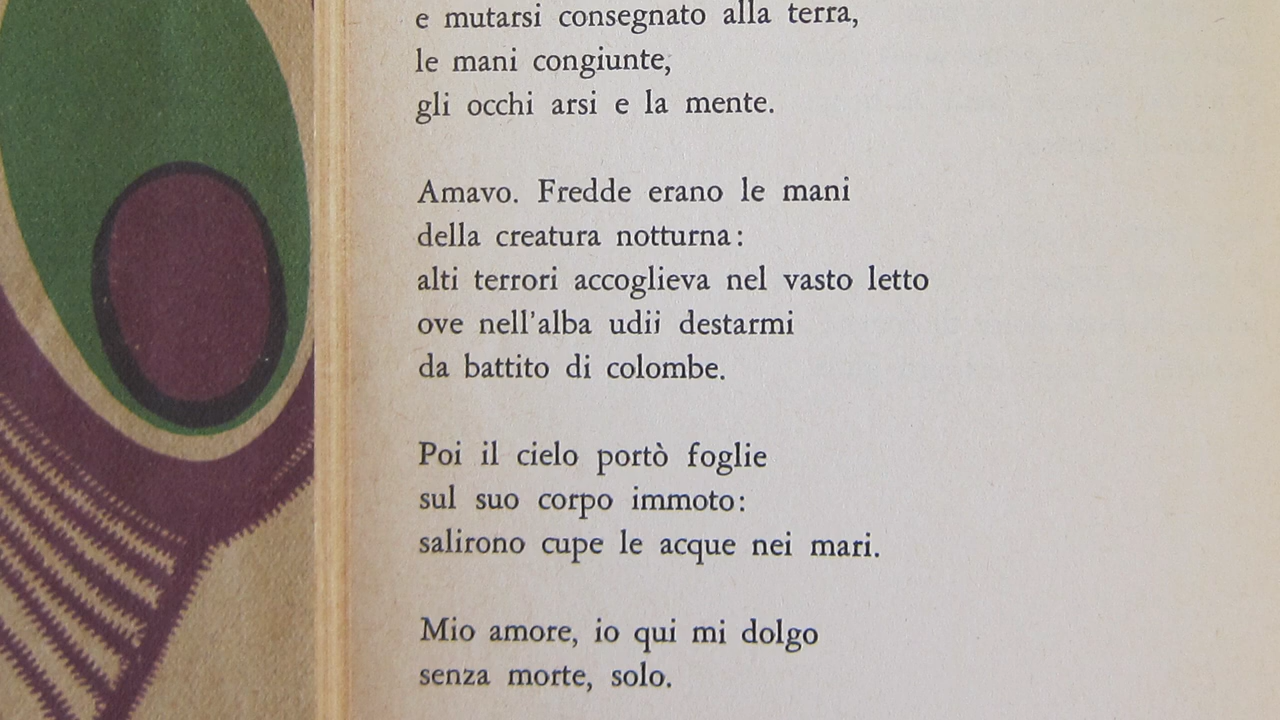 e mutarsi consegnato alla terra,
le mani congiunte,
gli occhi arsi e la mente.
Amavo. Fredde erano le mani
della creatura notturna:
alti terrori accoglieva nel vasto letto
ove nell'alba udii destarmi
da battito di colombe.
Poi il cielo portò foglie
sul suo corpo immoto:
salirono cupe le acque nei mari.
Mio amore, io qui mi dolgo
senza morte, solo.